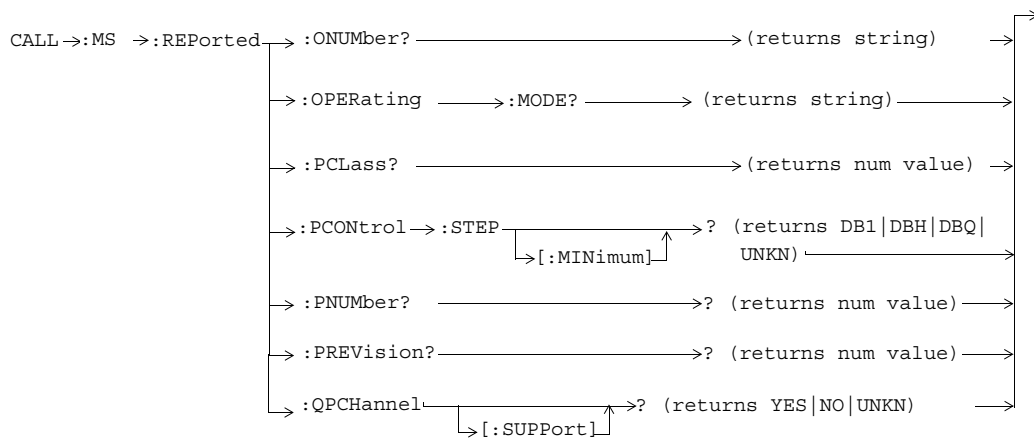 CALL :MS :REPorted :ONUMber? (returns string)
:OPERating :MODE? (returns string)
:PCLass? (returns num value)
:PCONtrol :STEP ? (returns DB1|DBH|DBQ|
[:MINimum] UNKN)
:PNUMber? ? (returns num value)
:PREVision? ? (returns num value)
:QPCHannel ? (returns YES|NO|UNKN)
[:SUPPort]